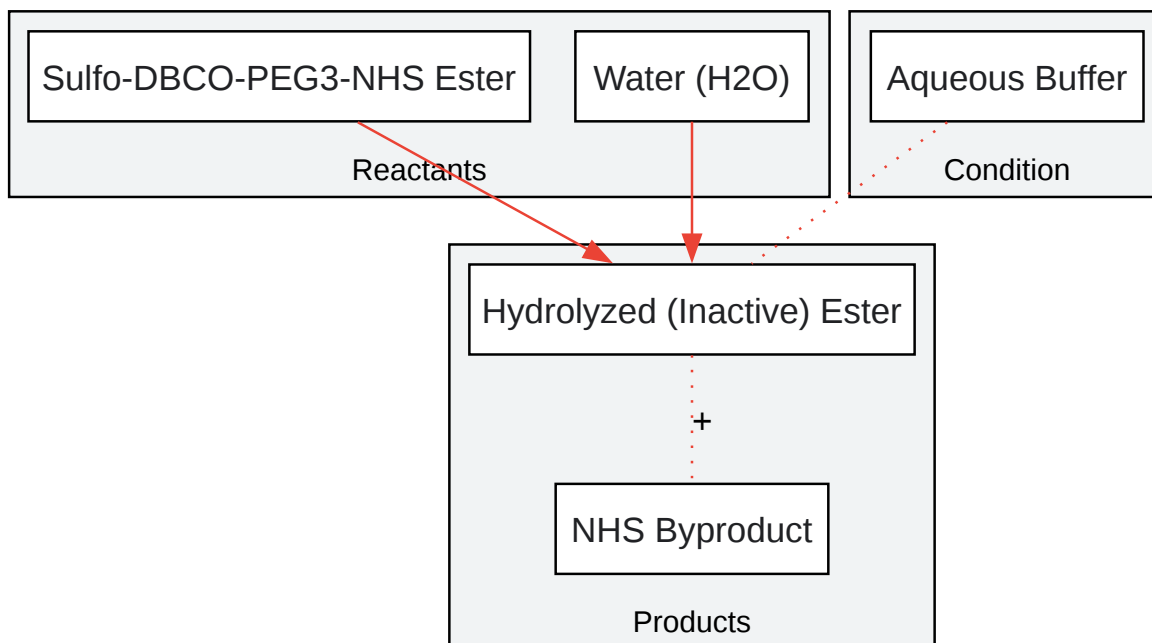 Sulfo-DBCO-PEG3-NHS Ester
Water (H2O)
Aqueous Buffer
Reactants
Condition
Hydrolyzed (Inactive) Ester
+
NHS Byproduct
Products